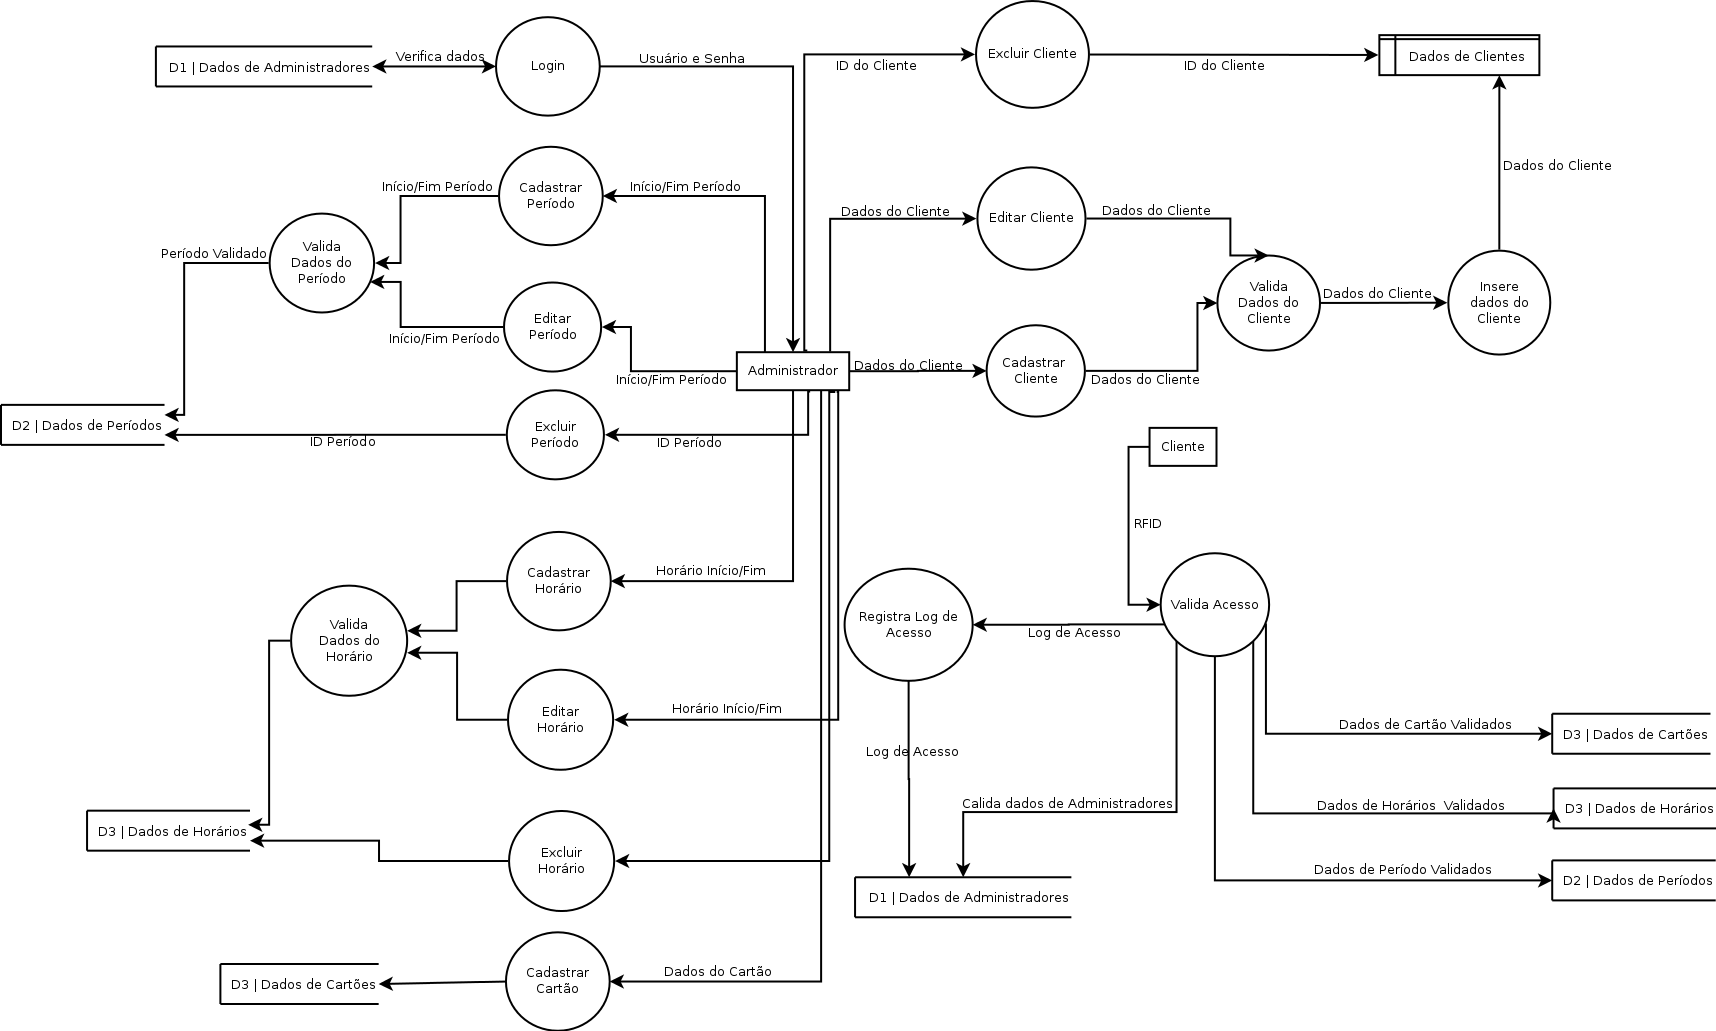 Verifica dados
D1 | Dados de Administradores
Login
Usuário e Senha
ID do Cliente
Excluir Cliente
ID do Cliente
Dados de Clientes
Dados do Cliente
Início/Fim Período
Cadastrar
Período
Início/Fim Período
Período Validado
Valida
Dados do
Período
Início/Fim Período
Editar
Período
Início/Fim Período
Dados do Cliente
Editar Cliente
Dados do Cliente
Valida
Dados do
Cliente
Dados do Cliente
Insere
dados do
Cliente
Administrador
Dados do Cliente
Cadastrar
Cliente
Dados do Cliente
D2 | Dados de Períodos
ID Período
Excluir
Período
ID Período
Cliente
RFID
Cadastrar
Horário
Horário Início/Fim
Valida
Dados do
Horário
Editar
Horário
Horário Início/Fim
Registra Log de
Acesso
Log de Acesso
Valida Acesso
Log de Acesso
Dados de Cartão Validados
D3 | Dados de Cartões
Calida dados de Administradores
Dados de Horários  Validados
D3 | Dados de Horários
D3 | Dados de Horários
Excluir
Horário
Dados de Período Validados
D2 | Dados de Períodos
D1 | Dados de Administradores
D3 | Dados de Cartões
Cadastrar
Cartão
Dados do Cartão